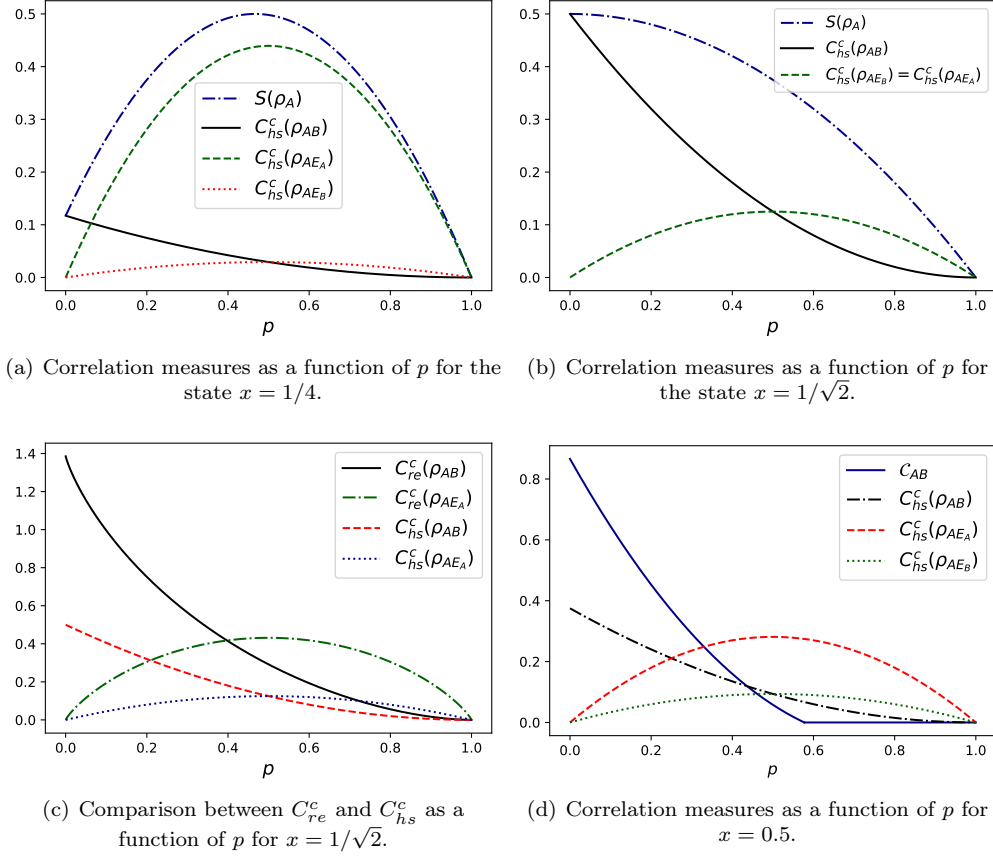 0.5
0.4
0.3
0.2
0.1
0.0
S(ρ_A)
C^c_hs(ρ_AB)
C^c_hs(ρ_AE_A)
C^c_hs(ρ_AE_B)
0.0 0.2 0.4 0.6 0.8 1.0
p
(a) Correlation measures as a function of p for the
state x = 1/4.
0.5
0.4
0.3
0.2
0.1
0.0
S(ρ_A)
C^c_hs(ρ_AB)
C^c_hs(ρ_AE_B) = C^c_hs(ρ_AE_A)
0.0 0.2 0.4 0.6 0.8 1.0
p
(b) Correlation measures as a function of p for
the state x = 1/√2.
1.4
1.2
1.0
0.8
0.6
0.4
0.2
0.0
C^c_re(ρ_AB)
C^c_re(ρ_AE_A)
C^c_hs(ρ_AB)
C^c_hs(ρ_AE_A)
0.0 0.2 0.4 0.6 0.8 1.0
p
(c) Comparison between C^c_re and C^c_hs as a
function of p for x = 1/√2.
0.8
0.6
0.4
0.2
0.0
𝒞_AB
C^c_hs(ρ_AB)
C^c_hs(ρ_AE_A)
C^c_hs(ρ_AE_B)
0.0 0.2 0.4 0.6 0.8 1.0
p
(d) Correlation measures as a function of p for
x = 0.5.